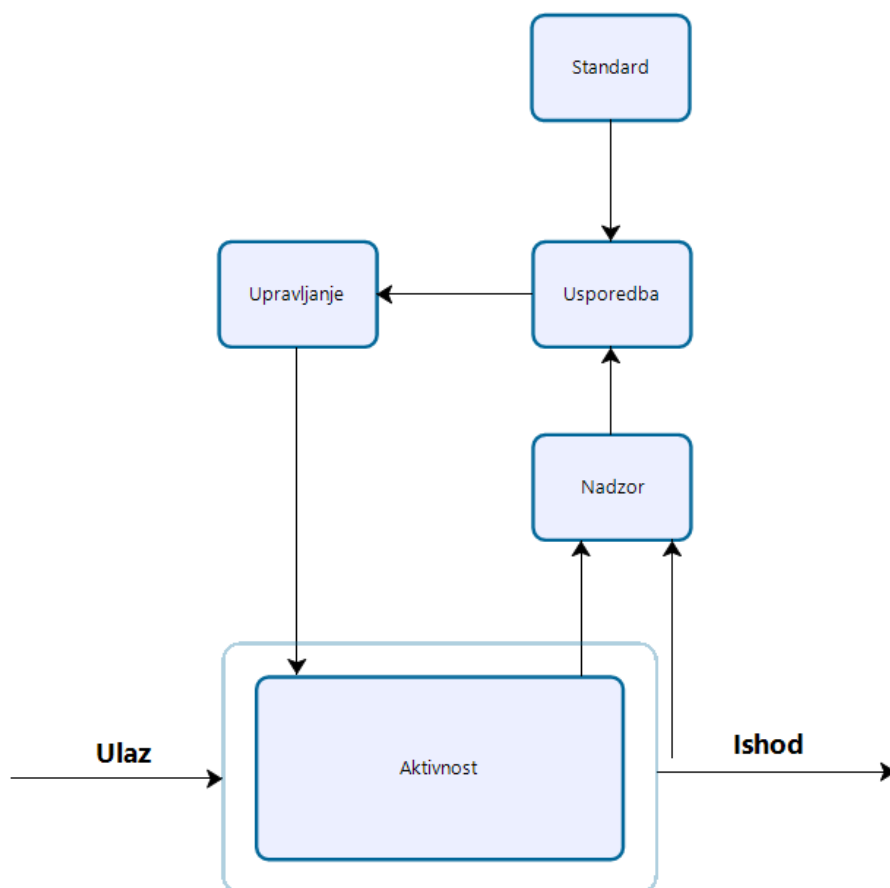 Standard
Upravljanje
Usporedba
Nadzor
Ulaz
Aktivnost
Ishod